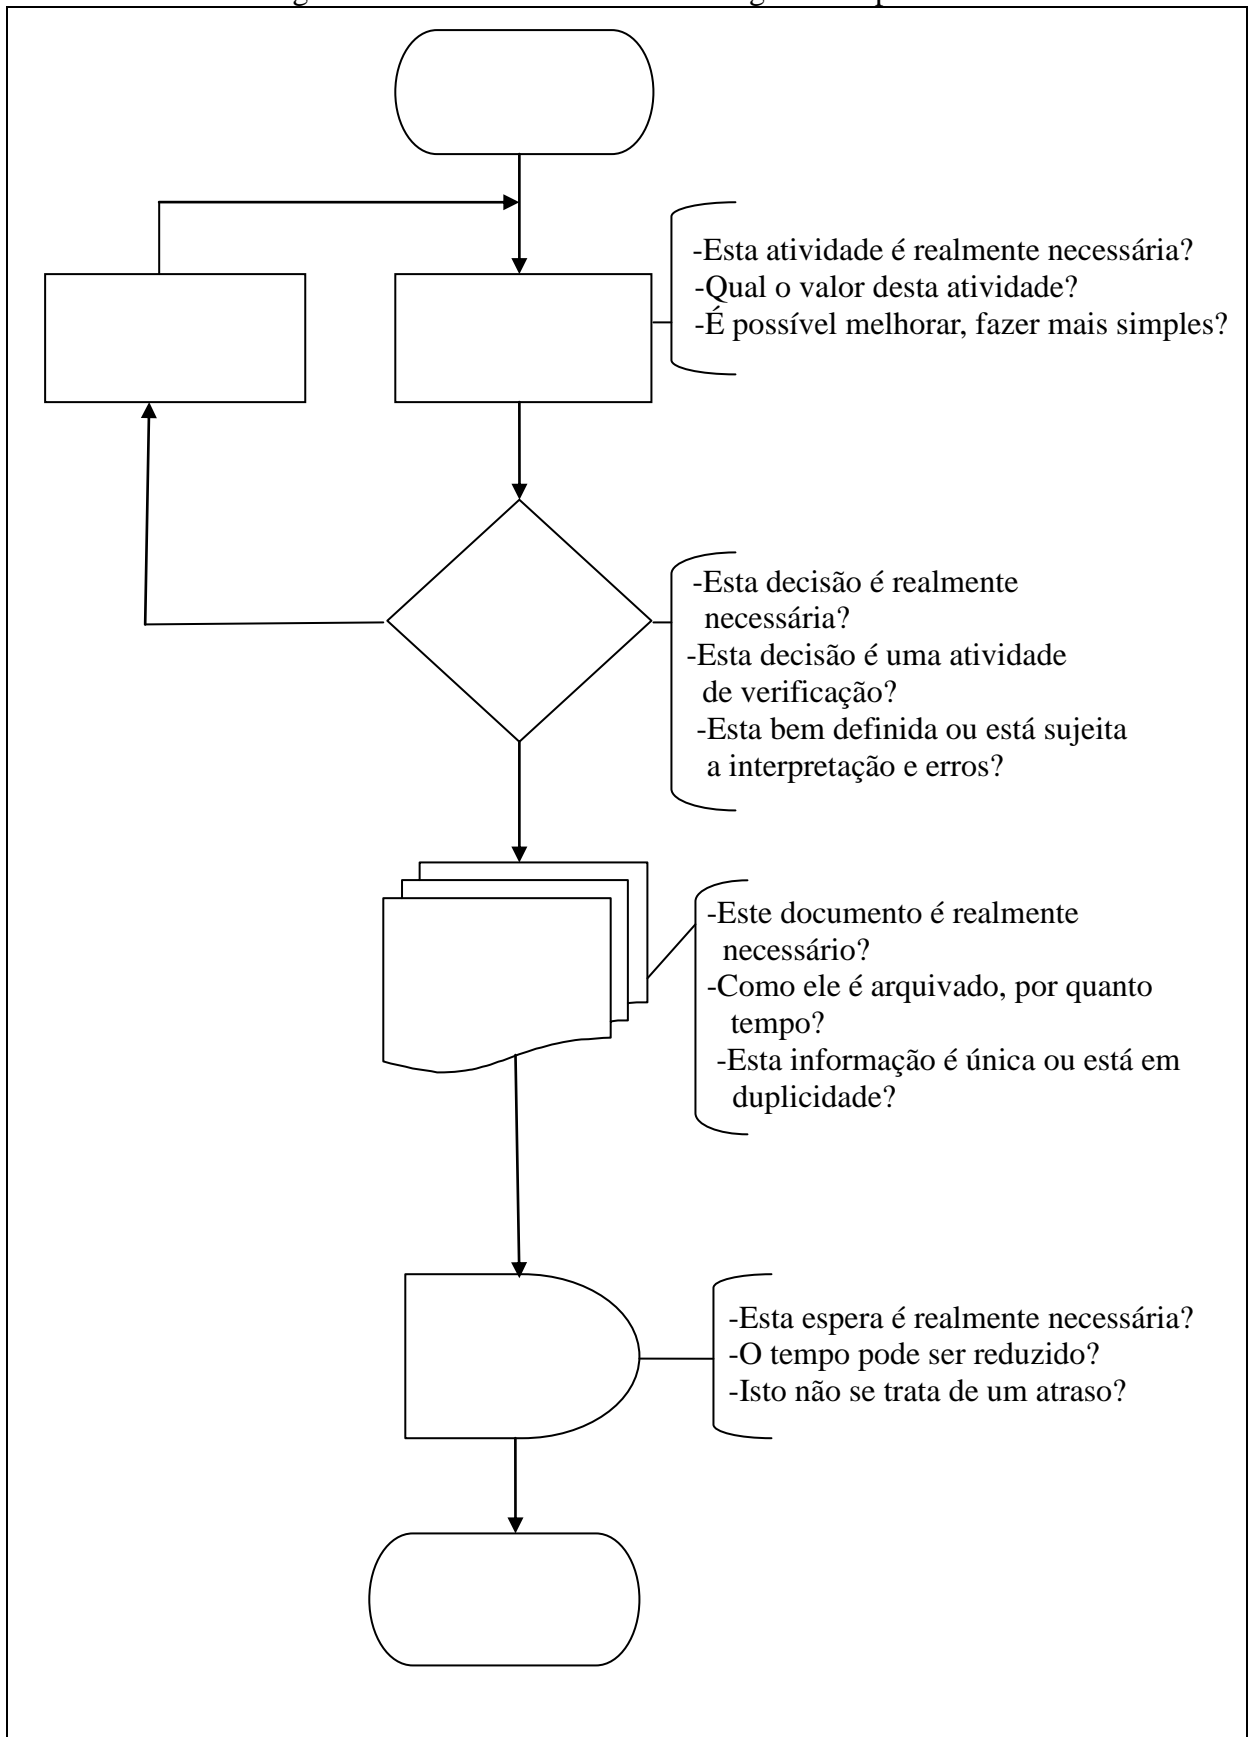 -Esta atividade é realmente necessária?
-Qual o valor desta atividade?
-É possível melhorar, fazer mais simples?
-Esta decisão é realmente
necessária?
-Esta decisão é uma atividade
de verificação?
-Esta bem definida ou está sujeita
a interpretação e erros?
-Este documento é realmente
necessário?
-Como ele é arquivado, por quanto
tempo?
-Esta informação é única ou está em
duplicidade?
-Esta espera é realmente necessária?
-O tempo pode ser reduzido?
-Isto não se trata de um atraso?